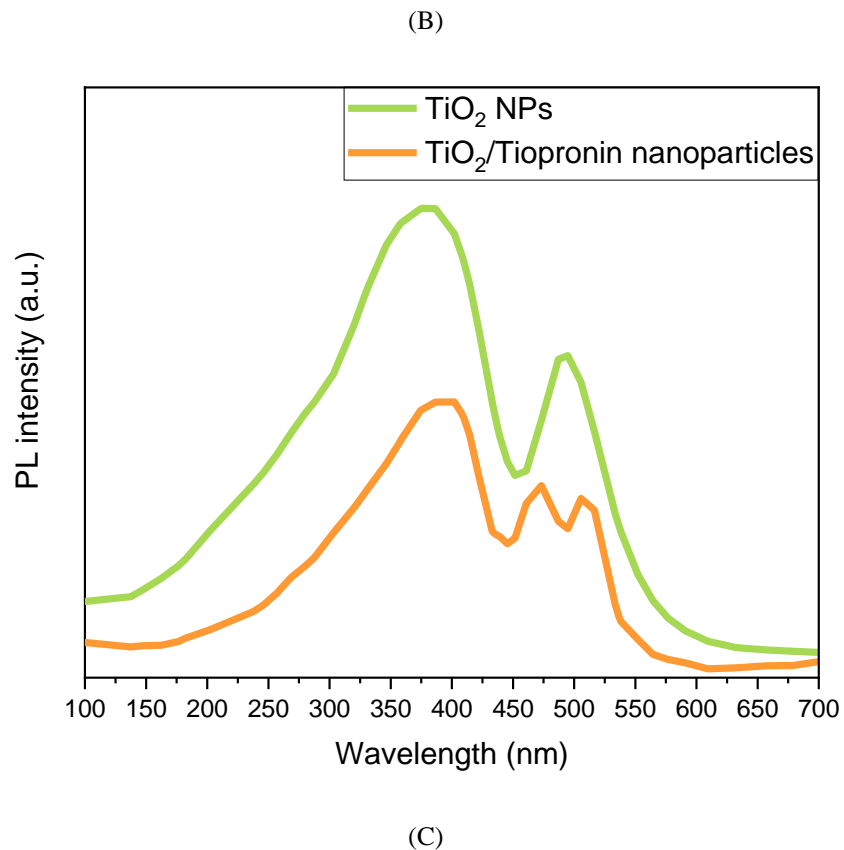 (B)
TiO₂ NPs
TiO₂/Tiopronin nanoparticles
PL intensity (a.u.)
100 150 200 250 300 350 400 450 500 550 600 650 700
Wavelength (nm)
(C)